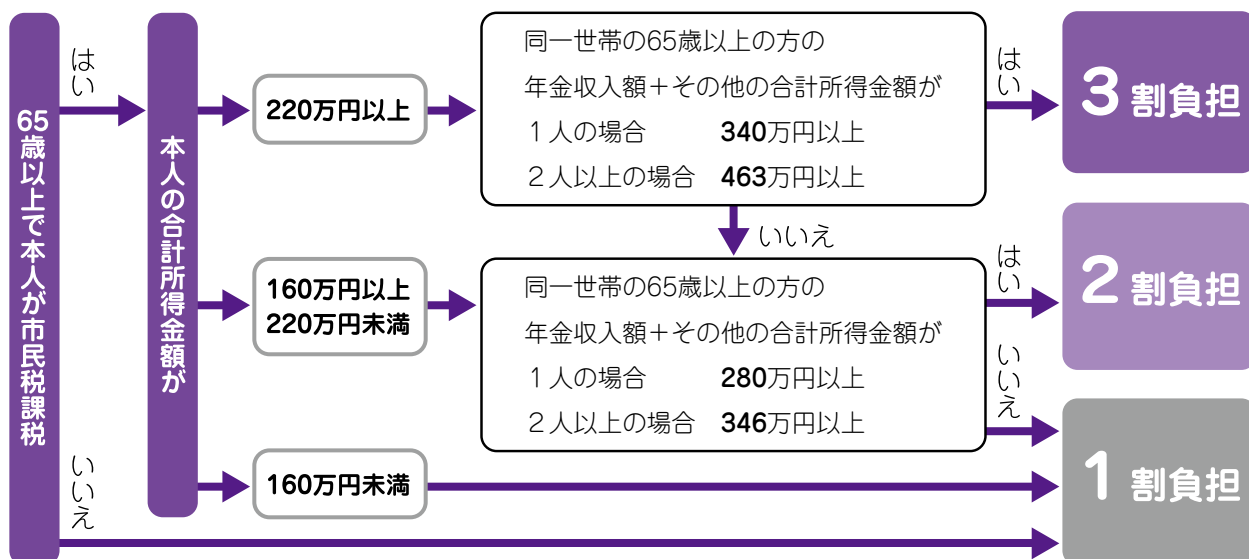 65歳以上で本人が市民税課税
はい
いいえ
本人の合計所得金額が
220万円以上
同一世帯の65歳以上の方の
年金収入額＋その他の合計所得金額が
１人の場合　340万円以上
２人以上の場合　463万円以上
はい
3割負担
いいえ
160万円以上
220万円未満
同一世帯の65歳以上の方の
年金収入額＋その他の合計所得金額が
１人の場合　280万円以上
２人以上の場合　346万円以上
はい
2割負担
いいえ
160万円未満
1割負担